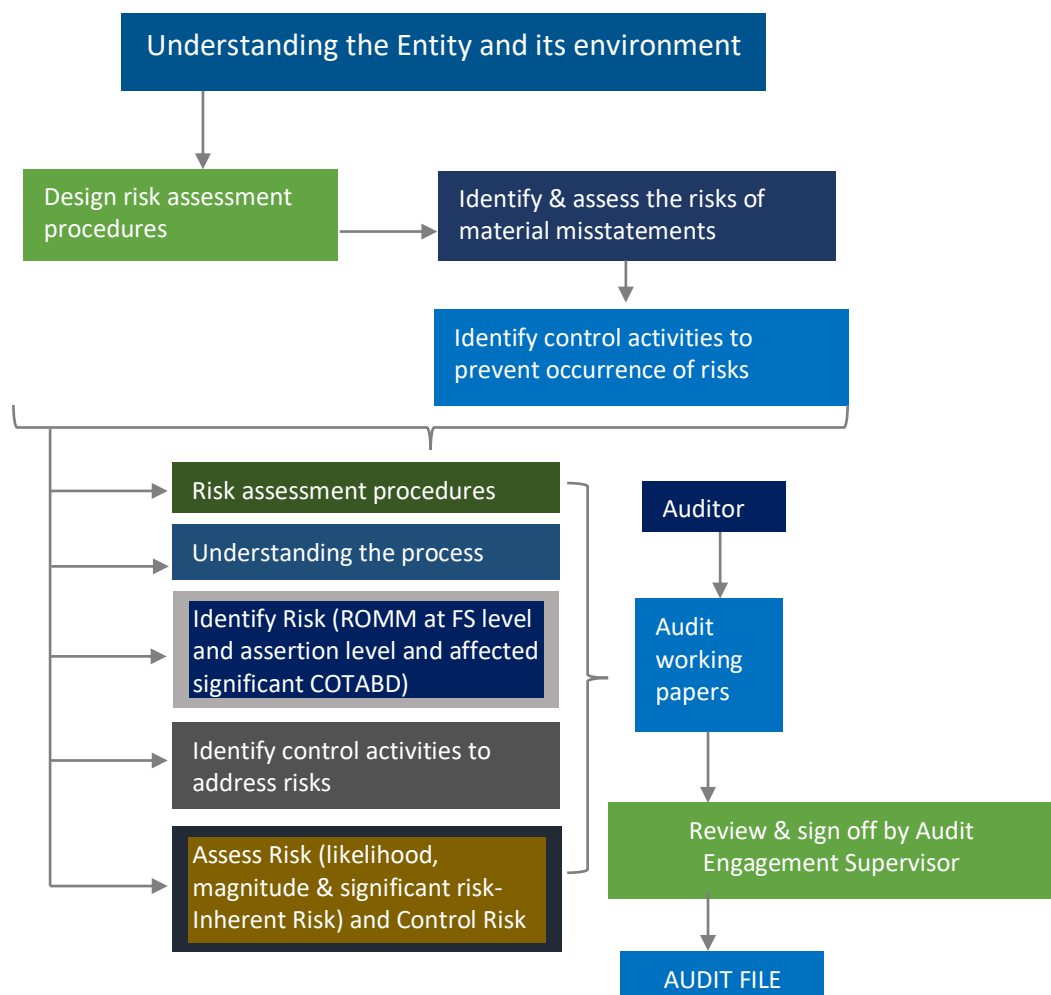 Understanding the Entity and its environment
Design risk assessment
procedures
Identify & assess the risks of
material misstatements
Identify control activities to
prevent occurrence of risks
Risk assessment procedures
Understanding the process
Identify Risk (ROMM at FS level
and assertion level and affected
significant COTABD)
Identify control activities to
address risks
Assess Risk (likelihood,
magnitude & significant risk-
Inherent Risk) and Control Risk
Auditor
Audit
working
papers
Review & sign off by Audit
Engagement Supervisor
AUDIT FILE